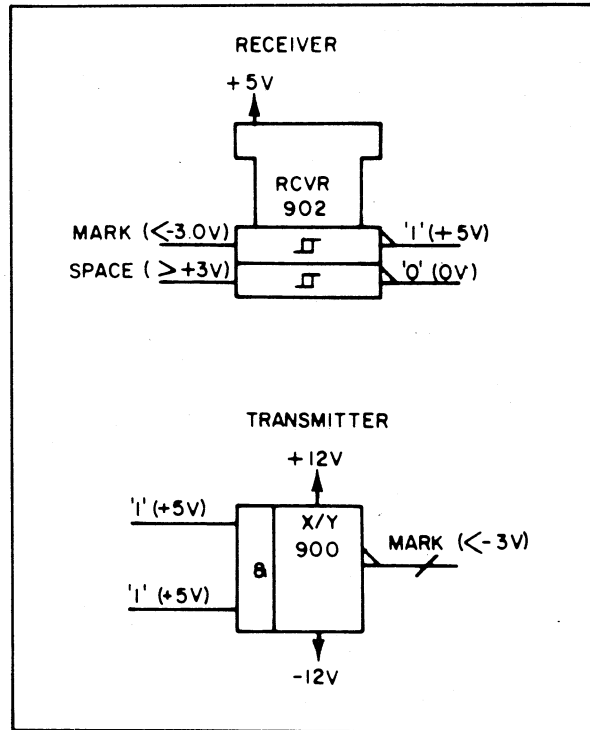 RECEIVER
+5V
RCVR
902
MARK (<-3.0V)
'1' (+5V)
SPACE ( >+3V)
'0' (0V)
TRANSMITTER
+12V
'1' (+5V)
X/Y
900
MARK (<-3V)
&
'1' (+5V)
-12V